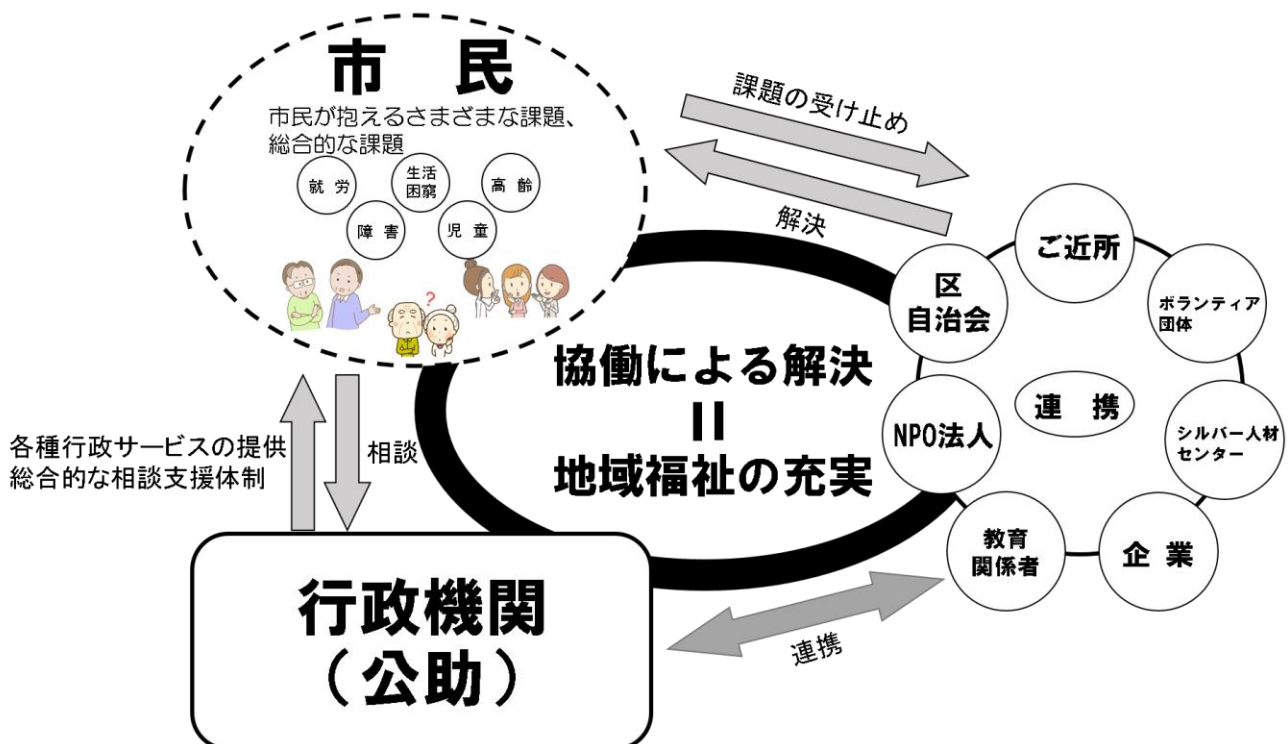 市　民
市民が抱えるさまざまな課題、
総合的な課題
就 労
生活
困窮
高 齢
障 害
児 童
?
課題の受け止め
解決
ご近所
区
自治会
ボランティア
団体
連　携
NPO法人
シルバー人材
センター
教育
関係者
企 業
協働による解決
＝
地域福祉の充実
各種行政サービスの提供
総合的な相談支援体制
相談
行政機関
（公助）
連携